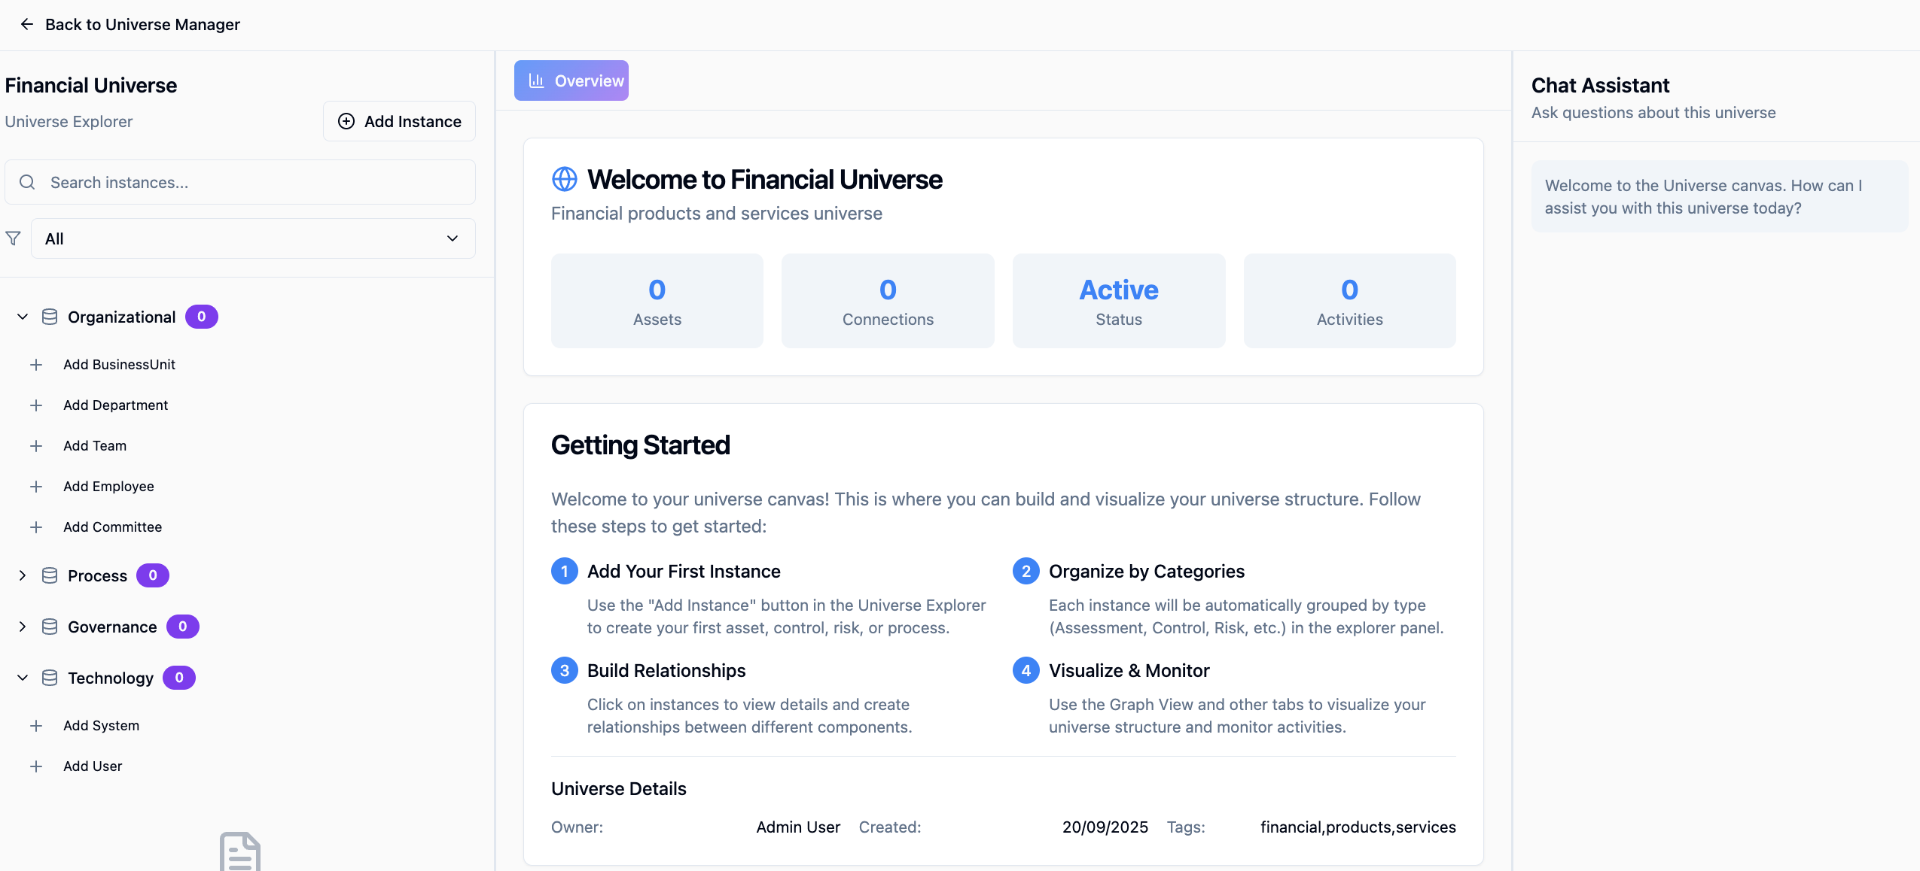 Back to Universe Manager
Financial Universe
Universe Explorer
Add Instance
Search instances...
All
Organizational 0
Add BusinessUnit
Add Department
Add Team
Add Employee
Add Committee
Process 0
Governance 0
Technology 0
Add System
Add User
Overview
Welcome to Financial Universe
Financial products and services universe
0
Assets
0
Connections
Active
Status
0
Activities
Getting Started
Welcome to your universe canvas! This is where you can build and visualize your universe structure. Follow
these steps to get started:
1 Add Your First Instance
Use the "Add Instance" button in the Universe Explorer
to create your first asset, control, risk, or process.
2 Organize by Categories
Each instance will be automatically grouped by type
(Assessment, Control, Risk, etc.) in the explorer panel.
3 Build Relationships
Click on instances to view details and create
relationships between different components.
4 Visualize & Monitor
Use the Graph View and other tabs to visualize your
universe structure and monitor activities.
Universe Details
Owner: Admin User Created: 20/09/2025 Tags: financial,products,services
Chat Assistant
Ask questions about this universe
Welcome to the Universe canvas. How can I
assist you with this universe today?